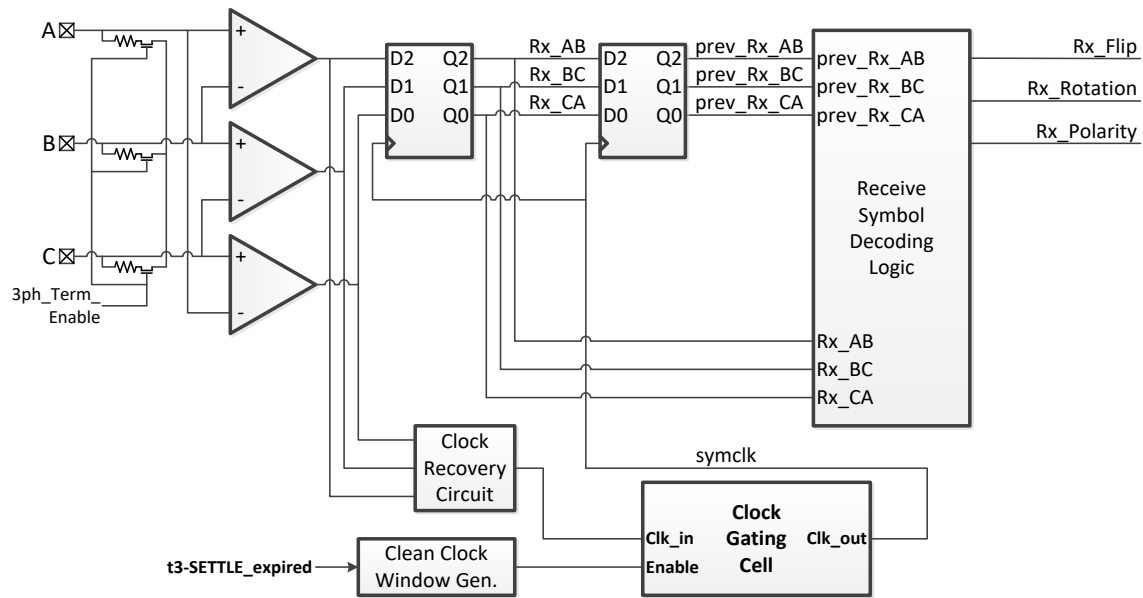 A
B
C
3ph_Term_
Enable
+
-
+
-
+
-
D2 Q2
D1 Q1
D0 Q0
Rx_AB
Rx_BC
Rx_CA
D2 Q2
D1 Q1
D0 Q0
prev_Rx_AB
prev_Rx_BC
prev_Rx_CA
prev_Rx_AB
prev_Rx_BC
prev_Rx_CA
Receive
Symbol
Decoding
Logic
Rx_AB
Rx_BC
Rx_CA
Rx_Flip
Rx_Rotation
Rx_Polarity
Clock
Recovery
Circuit
symclk
Clock
Gating
Cell
Clk_in
Enable
Clk_out
t3-SETTLE_expired
Clean Clock
Window Gen.